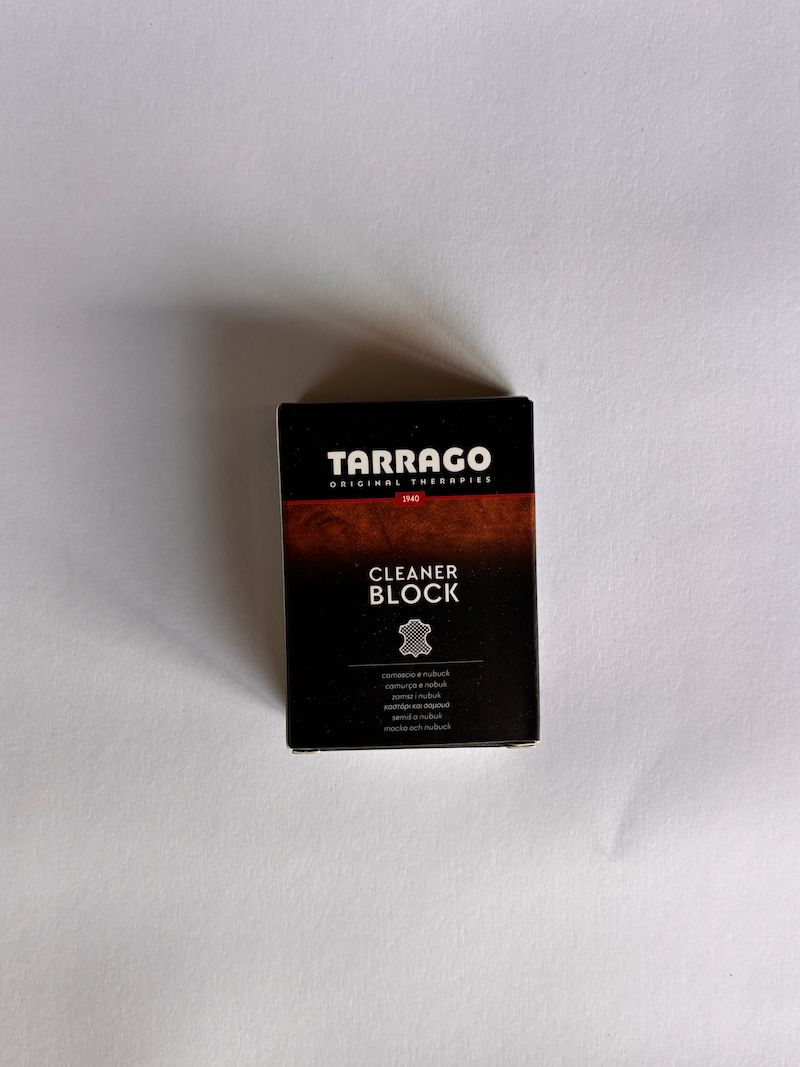 TARRAGO
ORIGINAL THERAPIES
1940
CLEANER
BLOCK
camoscio e nubuck
camurça e nobuk
zamsz i nubuk
καστόρι και σαμουά
semiš a nubuk
mocka och nubuck